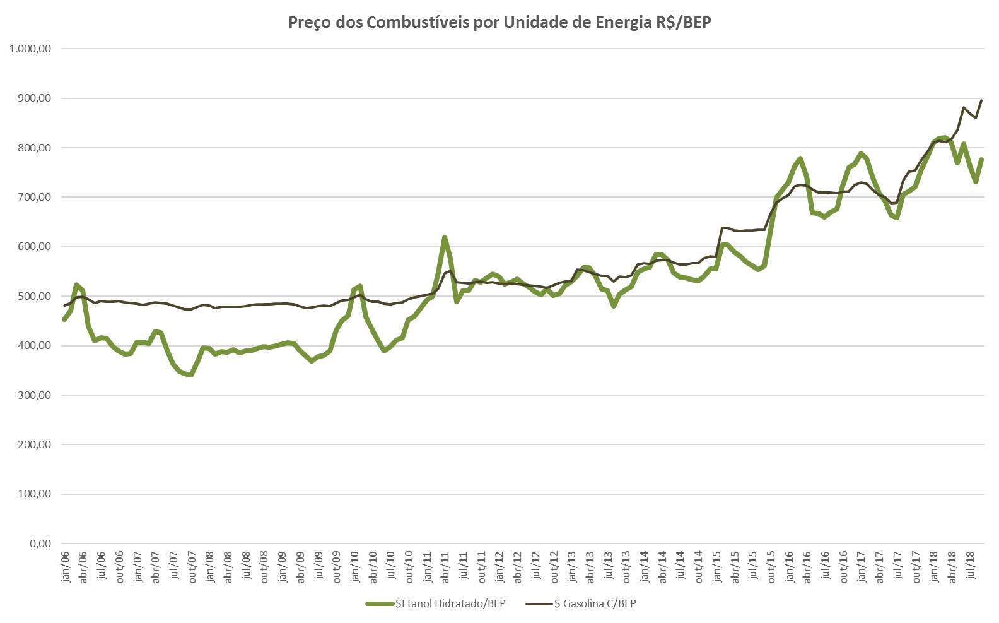 Preço dos Combustíveis por Unidade de Energia R$/BEP
1.000,00
900,00
800,00
700,00
600,00
500,00
400,00
300,00
200,00
100,00
0,00
jan/06
abr/06
jul/06
out/06
jan/07
abr/07
jul/07
out/07
jan/08
abr/08
jul/08
out/08
jan/09
abr/09
jul/09
out/09
jan/10
abr/10
jul/10
out/10
jan/11
abr/11
jul/11
out/11
jan/12
abr/12
jul/12
out/12
jan/13
abr/13
jul/13
out/13
jan/14
abr/14
jul/14
out/14
jan/15
abr/15
jul/15
out/15
jan/16
abr/16
jul/16
out/16
jan/17
abr/17
jul/17
out/17
jan/18
abr/18
jul/18
$Etanol Hidratado/BEP
$ Gasolina C/BEP